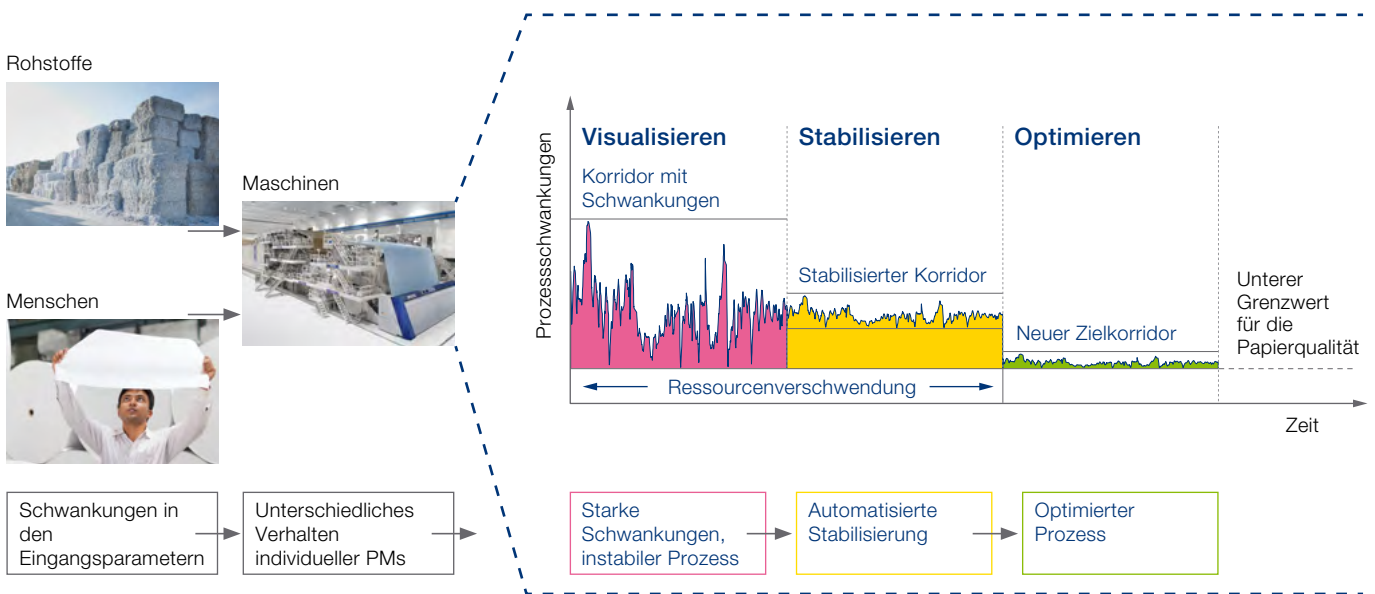 Rohstoffe
Maschinen
Menschen
Schwankungen in
den
Eingangsparametern
Unterschiedliches
Verhalten
individueller PMs
Prozessschwankungen
Visualisieren
Korridor mit
Schwankungen
Stabilisieren
Stabilisierter Korridor
Optimieren
Neuer Zielkorridor
Unterer
Grenzwert
für die
Papierqualität
Ressourcenverschwendung
Zeit
Starke
Schwankungen,
instabiler Prozess
Automatisierte
Stabilisierung
Optimierter
Prozess